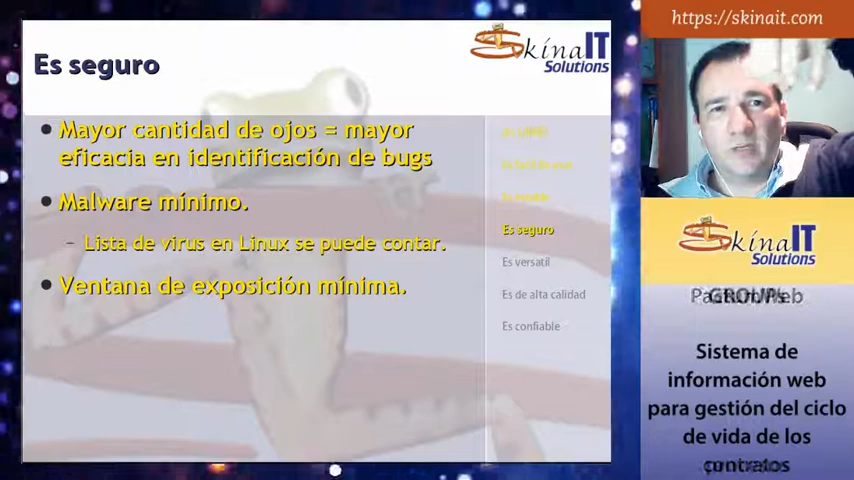 https://skinait.com
Es seguro
SkinaIT
Solutions
• Mayor cantidad de ojos = mayor
eficacia en identificación de bugs
• Malware mínimo.
– Lista de virus en Linux se puede contar.
• Ventana de exposición mínima.
Es estable
Es seguro
Es versatil
Es de alta calidad
Es confiable
SkinaIT
Solutions
Sistema de
información web
para gestión del ciclo
de vida de los
contratos